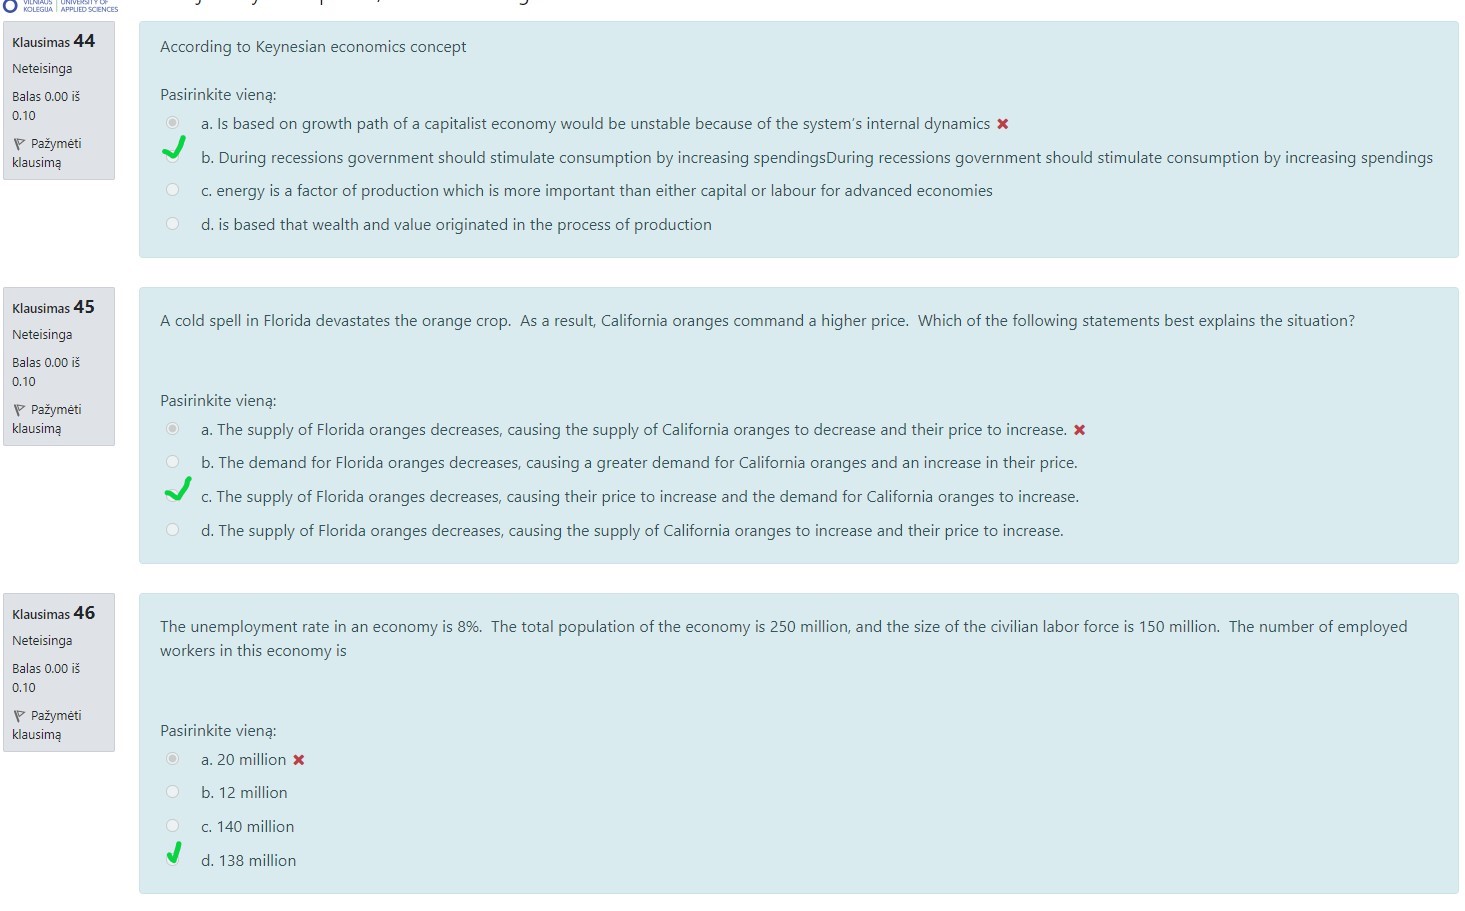 VILNIAUS KOLEGIJA
UNIVERSITY OF APPLIED SCIENCES
Klausimas 44
Neteisinga
Balas 0.00 iš
0.10
Pažymėti
klausimą
According to Keynesian economics concept
Pasirinkite vieną:
a. Is based on growth path of a capitalist economy would be unstable because of the system's internal dynamics
b. During recessions government should stimulate consumption by increasing spendingsDuring recessions government should stimulate consumption by increasing spendings
c. energy is a factor of production which is more important than either capital or labour for advanced economies
d. is based that wealth and value originated in the process of production
Klausimas 45
Neteisinga
Balas 0.00 iš
0.10
Pažymėti
klausimą
A cold spell in Florida devastates the orange crop.  As a result, California oranges command a higher price.  Which of the following statements best explains the situation?
Pasirinkite vieną:
a. The supply of Florida oranges decreases, causing the supply of California oranges to decrease and their price to increase.
b. The demand for Florida oranges decreases, causing a greater demand for California oranges and an increase in their price.
c. The supply of Florida oranges decreases, causing their price to increase and the demand for California oranges to increase.
d. The supply of Florida oranges decreases, causing the supply of California oranges to increase and their price to increase.
Klausimas 46
Neteisinga
Balas 0.00 iš
0.10
Pažymėti
klausimą
The unemployment rate in an economy is 8%.  The total population of the economy is 250 million, and the size of the civilian labor force is 150 million.  The number of employed
workers in this economy is
Pasirinkite vieną:
a. 20 million
b. 12 million
c. 140 million
d. 138 million